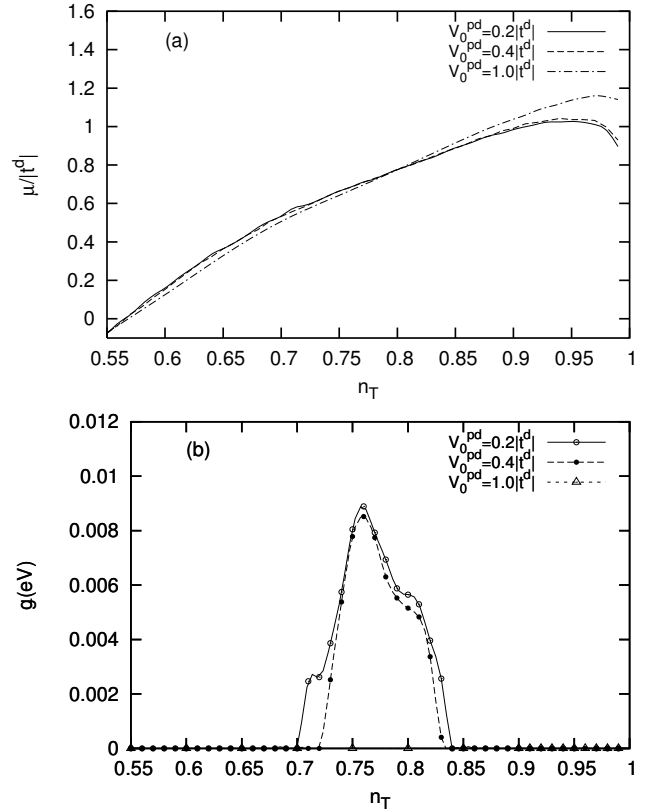 (a)
V₀ᵖᵈ=0.2|tᵈ|
V₀ᵖᵈ=0.4|tᵈ|
V₀ᵖᵈ=1.0|tᵈ|
1.6
1.4
1.2
1
0.8
0.6
0.4
0.2
0
μ/|tᵈ|
0.55 0.6 0.65 0.7 0.75 0.8 0.85 0.9 0.95 1
n_T
(b)
V₀ᵖᵈ=0.2|tᵈ|
V₀ᵖᵈ=0.4|tᵈ|
V₀ᵖᵈ=1.0|tᵈ|
0.012
0.01
0.008
0.006
0.004
0.002
0
g(eV)
0.55 0.6 0.65 0.7 0.75 0.8 0.85 0.9 0.95 1
n_T